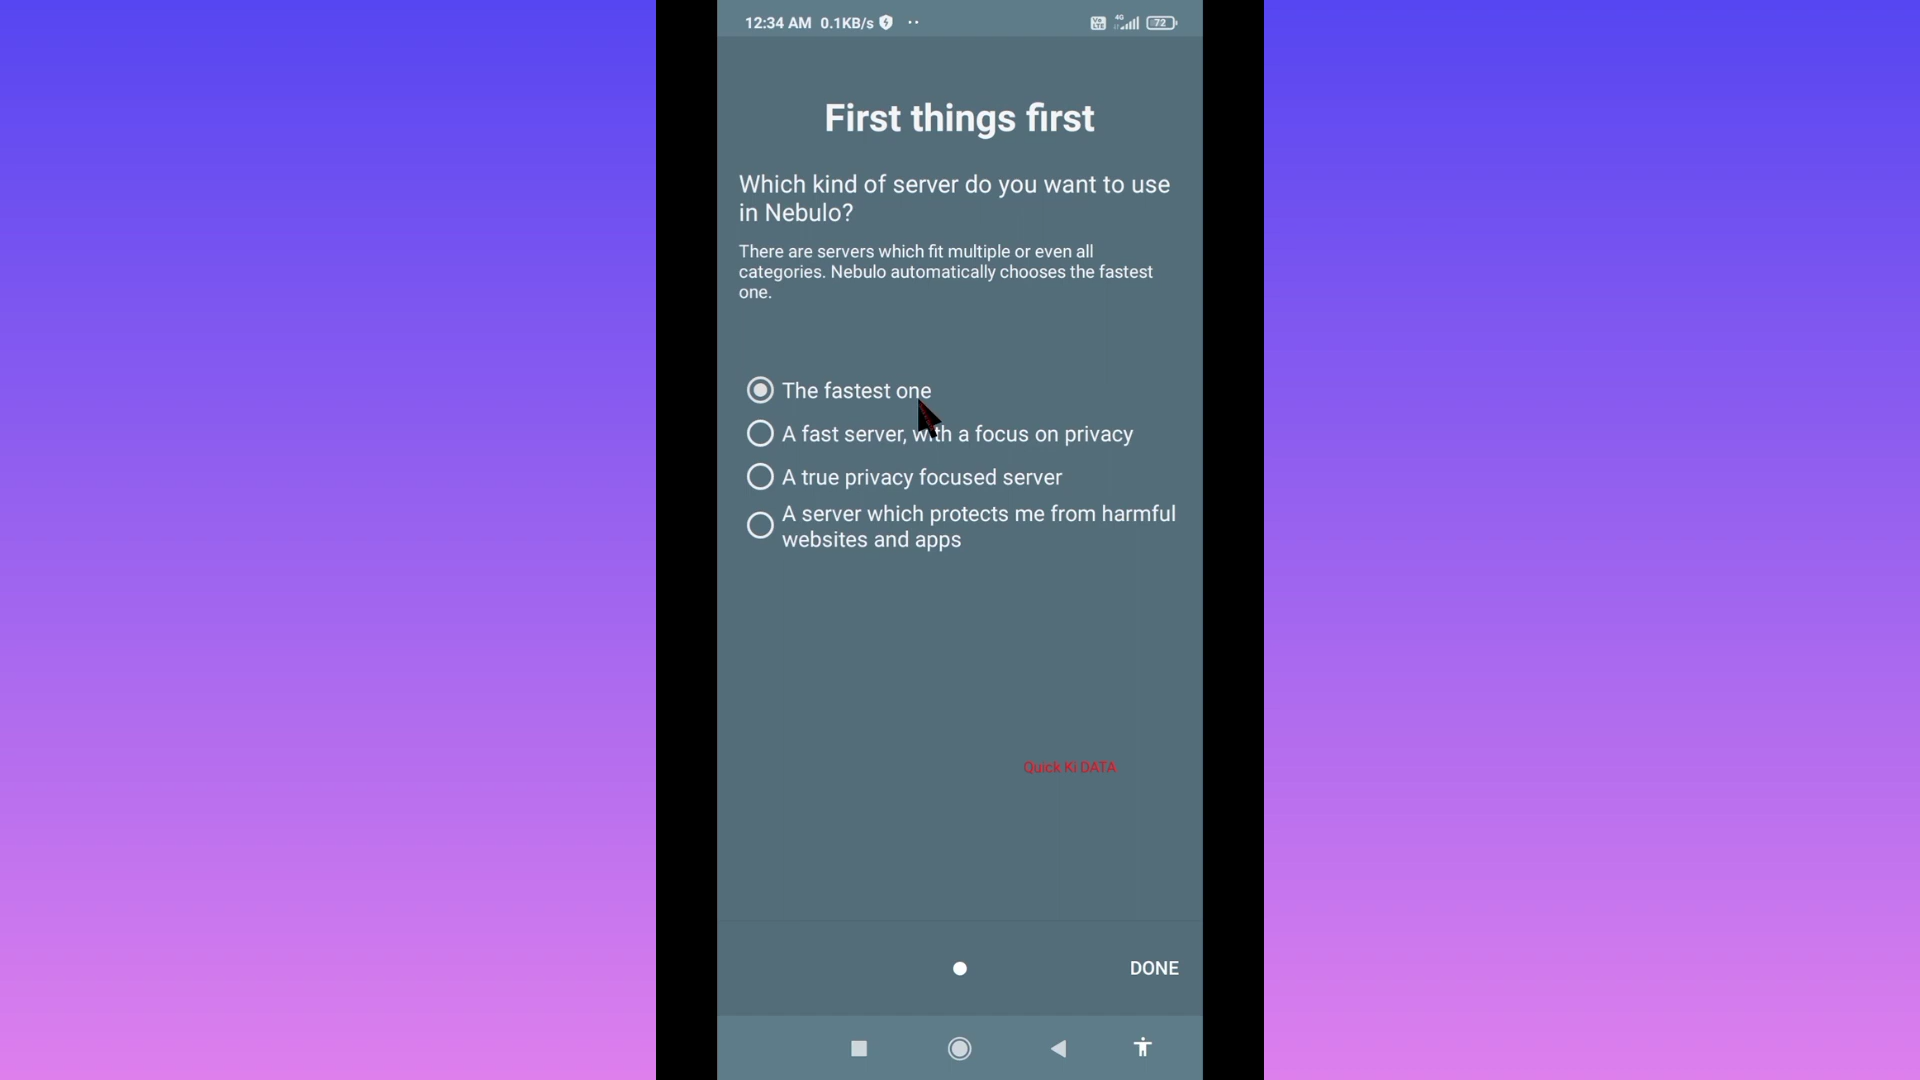 12:34 AM 0.1KB/s
4G 72
First things first
Which kind of server do you want to use
in Nebulo?
There are servers which fit multiple or even all
categories. Nebulo automatically chooses the fastest
one.
The fastest one
A fast server, with a focus on privacy
A true privacy focused server
A server which protects me from harmful
websites and apps
Quick Ki DATA
DONE